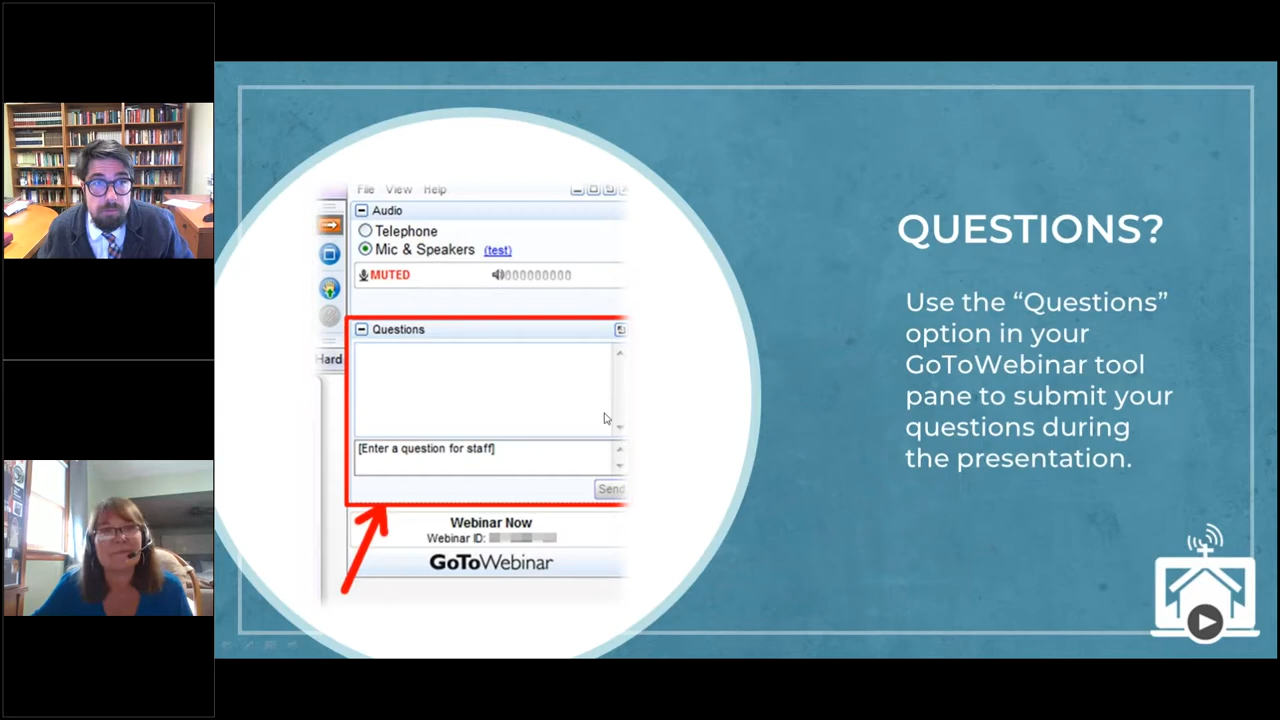 File View Help
Audio
Telephone
Mic & Speakers (test)
MUTED
Questions
Hard
[Enter a question for staff]
Send
Webinar Now
Webinar ID:
GoToWebinar
QUESTIONS?
Use the “Questions”
option in your
GoToWebinar tool
pane to submit your
questions during
the presentation.